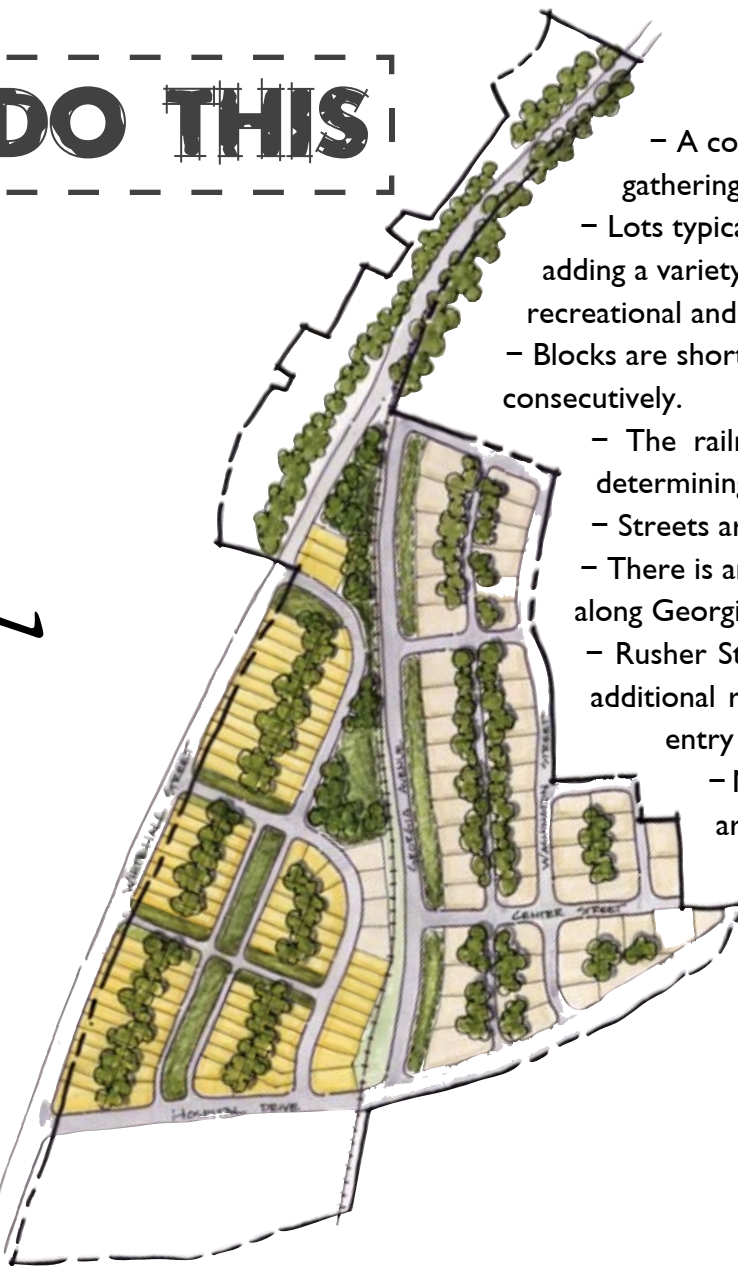 DO THIS
– A co
gathering
– Lots typica
adding a variety
recreational and
– Blocks are short
consecutively.
– The railr
determining
– Streets ar
– There is an
along Georgi
– Rusher St
additional r
entry
– N
ar
1
WHITEHALL STREET
GEORGIA AVENUE
WASHINGTON STREET
CENTER STREET
HOSPITAL DRIVE